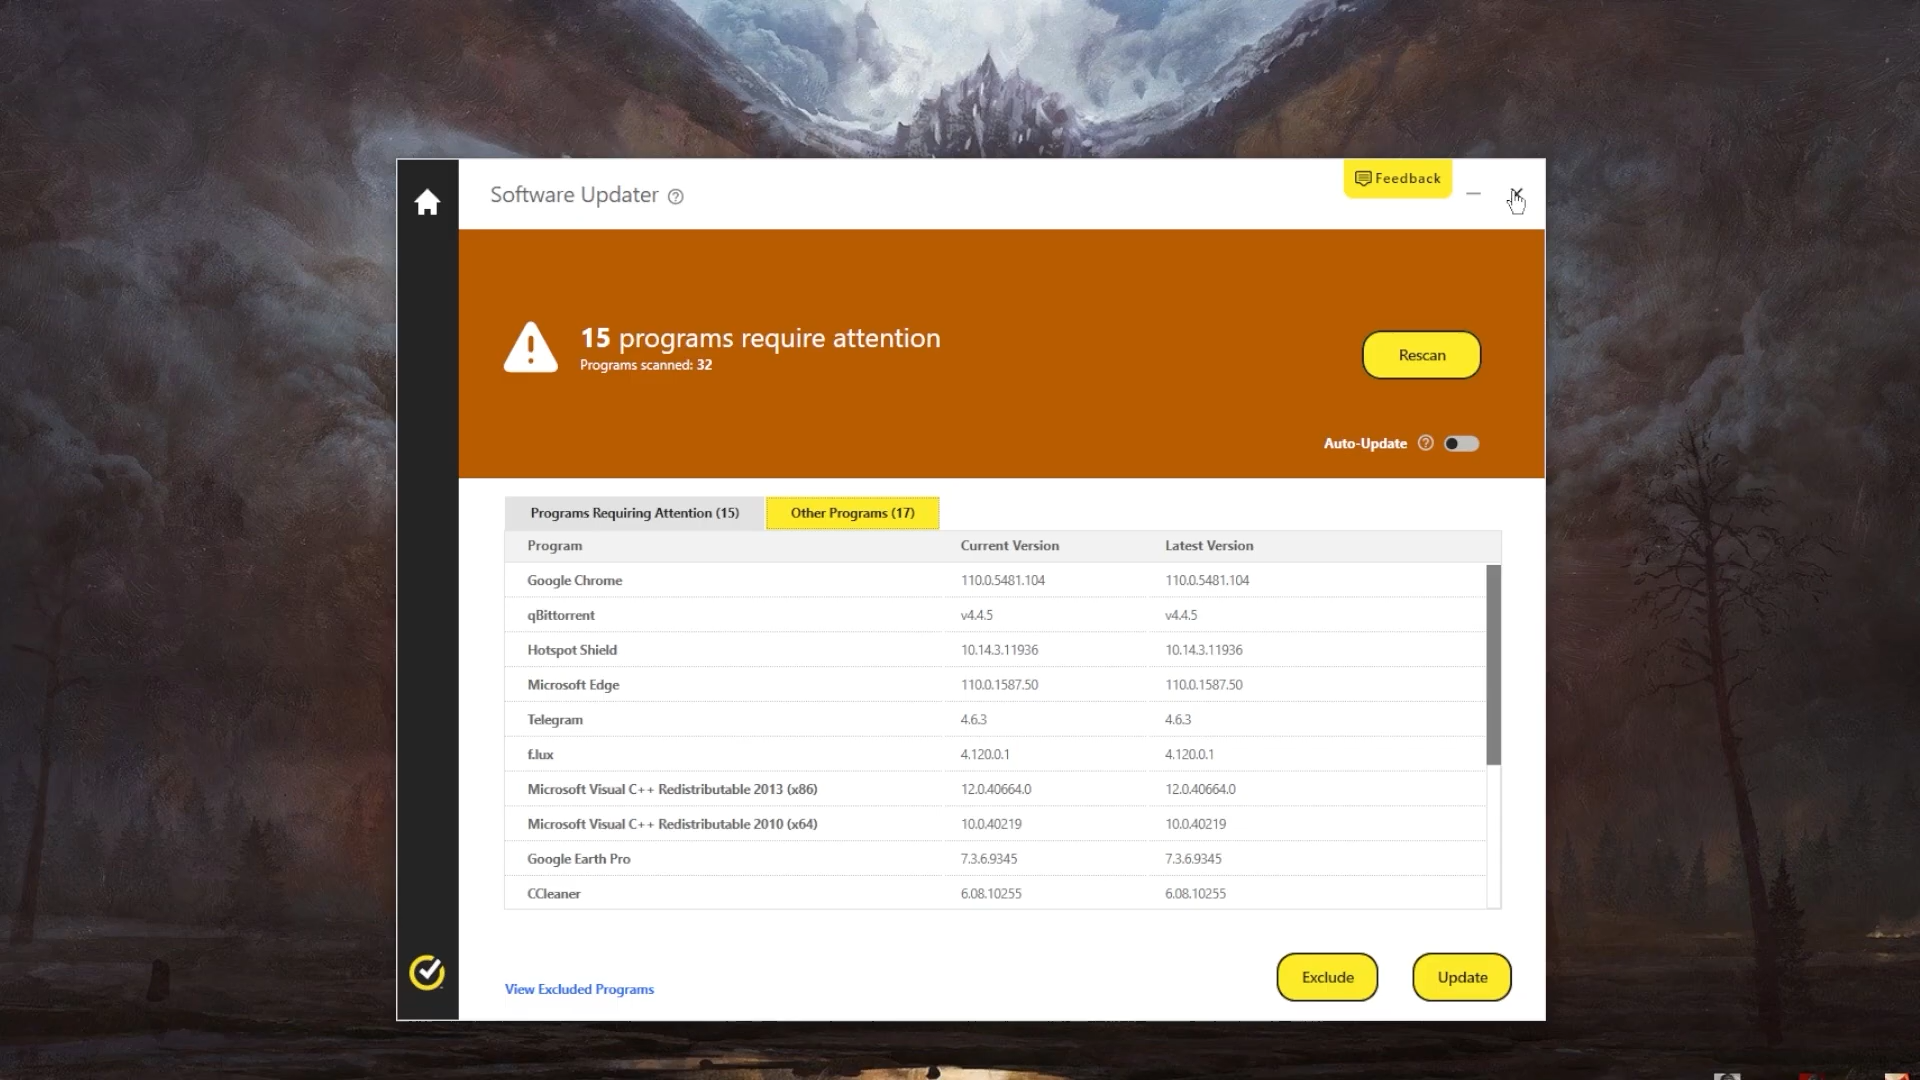 Software Updater
Feedback
15 programs require attention
Programs scanned: 32
Rescan
Auto-Update
Programs Requiring Attention (15)
Other Programs (17)
Program Current Version Latest Version
Google Chrome 110.0.5481.104 110.0.5481.104
qBittorrent v4.4.5 v4.4.5
Hotspot Shield 10.14.3.11936 10.14.3.11936
Microsoft Edge 110.0.1587.50 110.0.1587.50
Telegram 4.6.3 4.6.3
f.lux 4.120.0.1 4.120.0.1
Microsoft Visual C++ Redistributable 2013 (x86) 12.0.40664.0 12.0.40664.0
Microsoft Visual C++ Redistributable 2010 (x64) 10.0.40219 10.0.40219
Google Earth Pro 7.3.6.9345 7.3.6.9345
CCleaner 6.08.10255 6.08.10255
View Excluded Programs
Exclude
Update